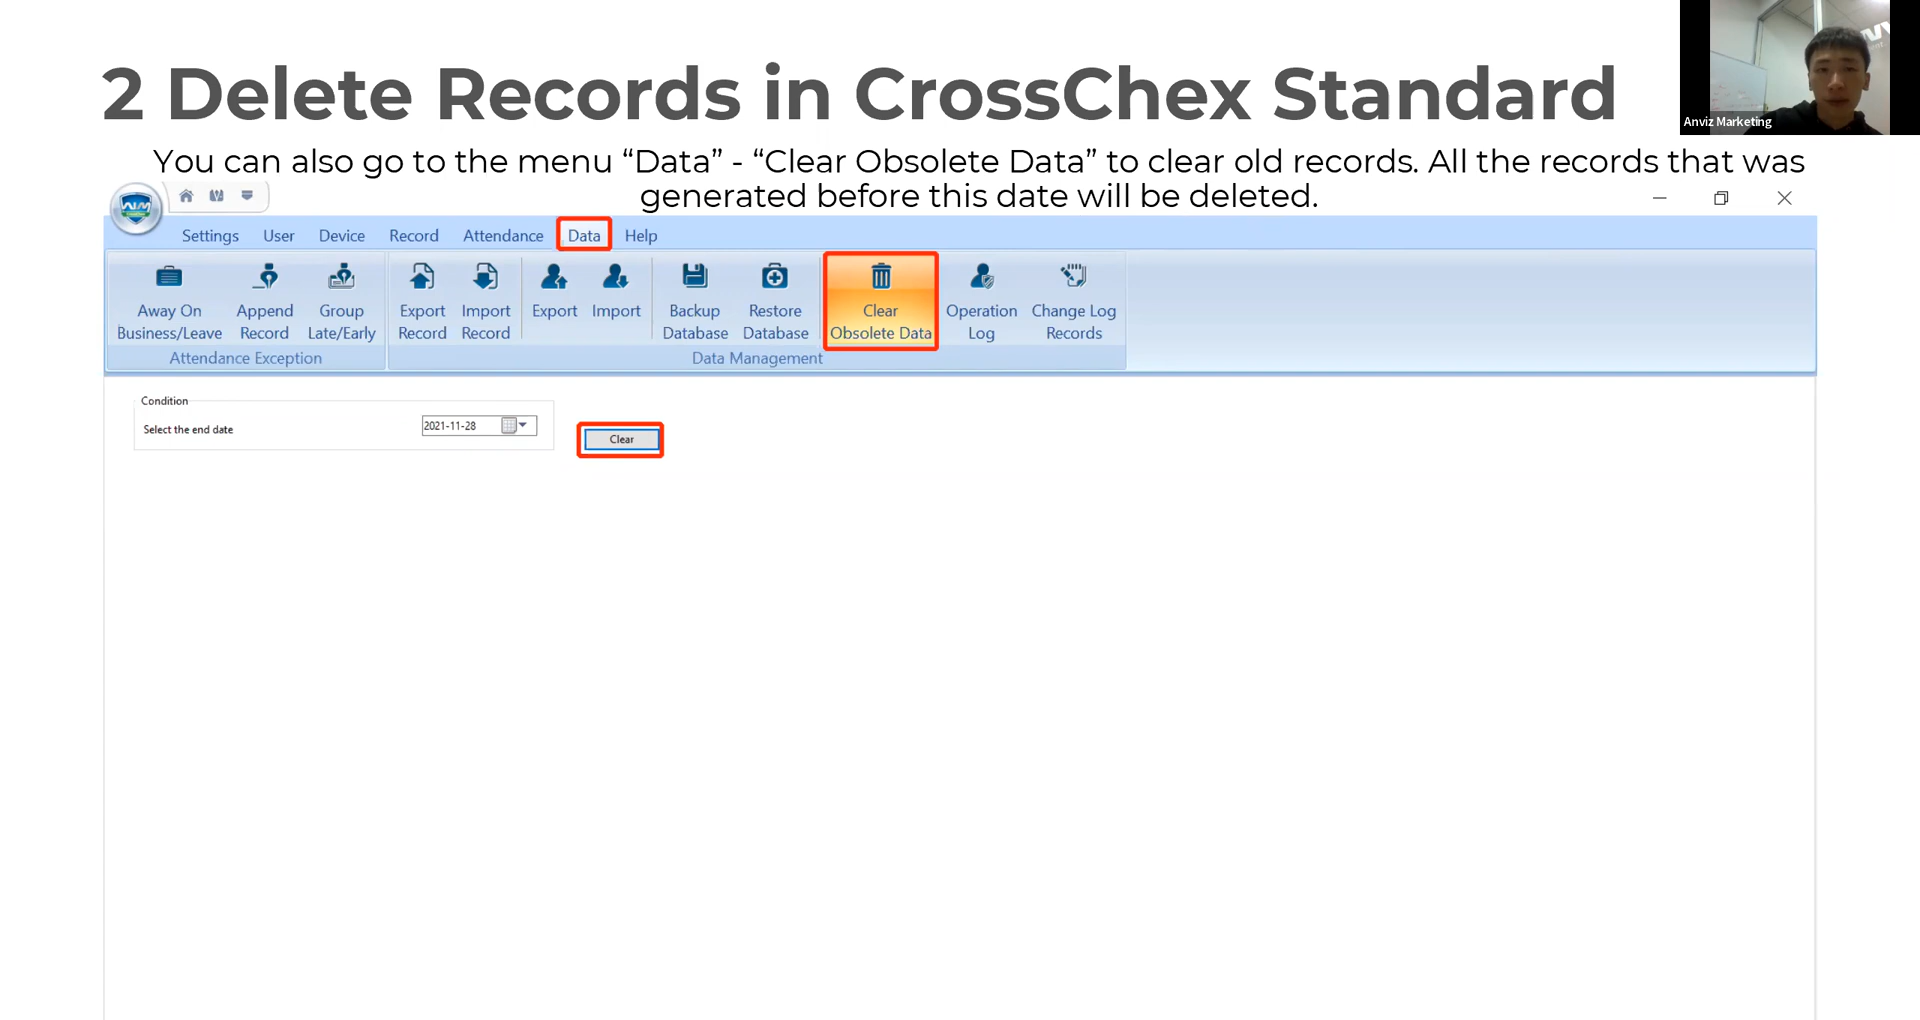 2 Delete Records in CrossChex Standard
Anviz Marketing
You can also go to the menu “Data” - “Clear Obsolete Data” to clear old records. All the records that was
generated before this date will be deleted.
Settings User Device Record Attendance Data Help
Away On Business/Leave
Append Record
Group Late/Early
Export Record
Import Record
Export
Import
Backup Database
Restore Database
Clear Obsolete Data
Operation Log
Change Log Records
Attendance Exception
Data Management
Condition
Select the end date
2021-11-28
Clear